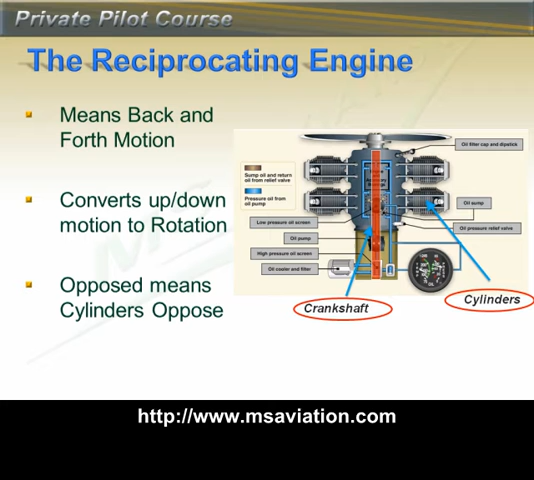 Private Pilot Course
The Reciprocating Engine
Means Back and
Forth Motion
Converts up/down
motion to Rotation
Opposed means
Cylinders Oppose
Oil filter cap and dipstick
Sump oil and return
oil from relief valve
Pressure oil from
oil pump
Oil sump
Low pressure oil screen
Oil pressure relief valve
Oil pump
High pressure oil screen
Oil cooler and filter
Crankshaft
Cylinders
http://www.msaviation.com